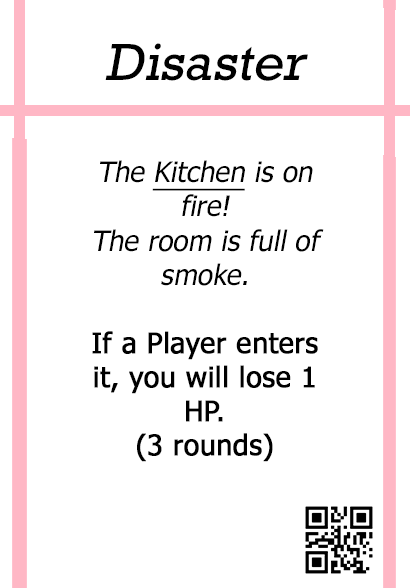 Disaster
The Kitchen is on
fire!
The room is full of
smoke.
If a Player enters
it, you will lose 1
HP.
(3 rounds)